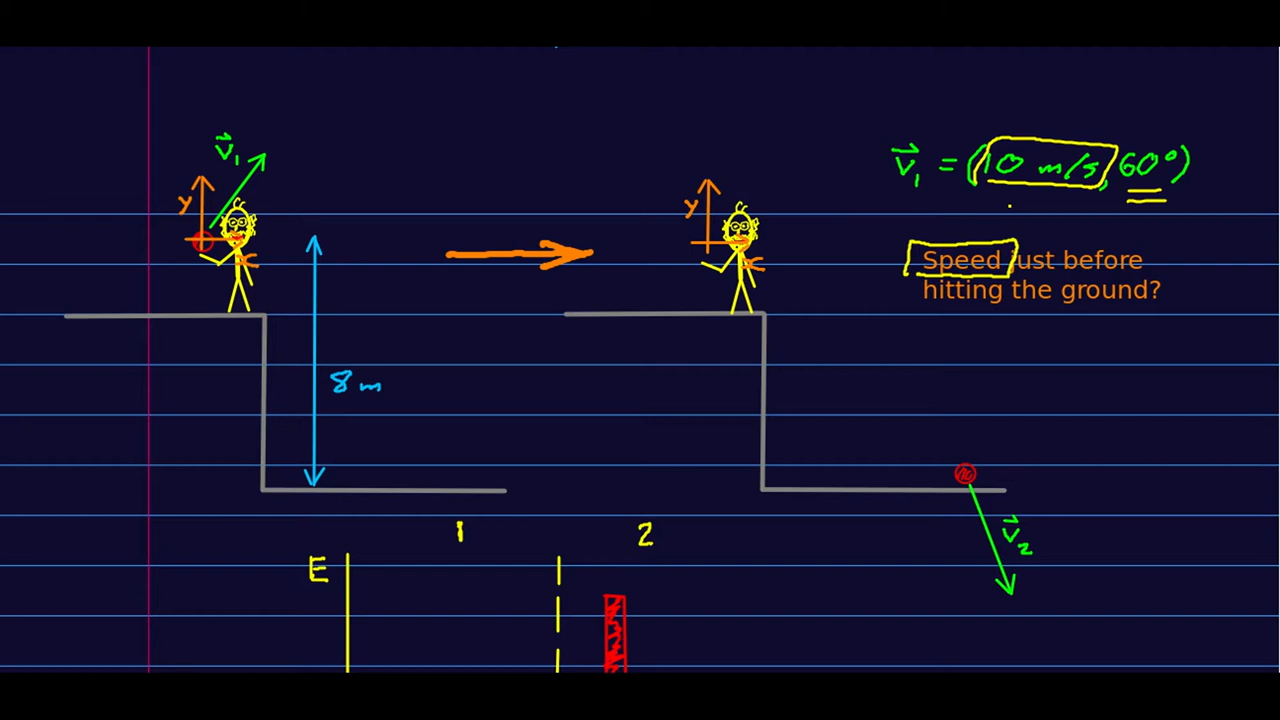 v⃗₁
y
y
v⃗₁ = (10 m/s, 60°)
Speed just before
hitting the ground?
8 m
v⃗₂
1 2
E